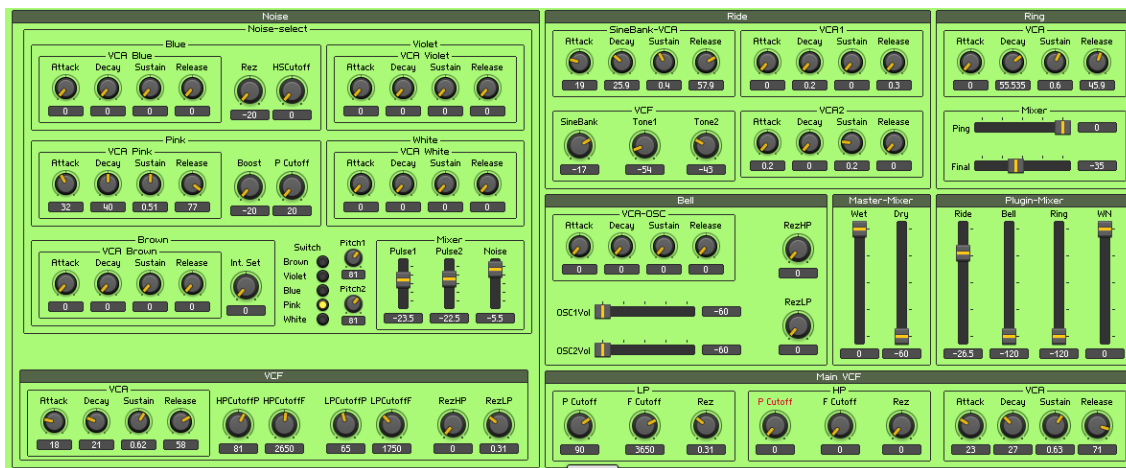 Noise
Noise-select
Blue
VCA Blue
Attack Decay Sustain Release Rez HSCutoff
0 0 0 0 -20 0
Violet
VCA Violet
Attack Decay Sustain Release
0 0 0 0
Pink
VCA Pink
Attack Decay Sustain Release Boost P Cutoff
32 40 0.51 77 -20 20
White
VCA White
Attack Decay Sustain Release
0 0 0 0
Brown
VCA Brown
Attack Decay Sustain Release Int. Set
0 0 0 0 0
Switch
Brown
Violet
Blue
Pink
White
Pitch1
81
Pitch2
81
Mixer
Pulse1 Pulse2 Noise
-23.5 -22.5 -5.5
VCF
VCA
Attack Decay Sustain Release HPCutoffP HPCutoffF LPCutoffP LPCutoffF RezHP RezLP
18 21 0.62 58 81 2650 65 1750 0 0.31
Ride
SineBank-VCA
Attack Decay Sustain Release
19 25.9 0.4 57.9
VCA1
Attack Decay Sustain Release
0 0.2 0 0.3
VCF
SineBank Tone1 Tone2
-17 -54 -43
VCA2
Attack Decay Sustain Release
0.2 0 0.2 0
Ring
VCA
Attack Decay Sustain Release
0 55.535 0.6 45.9
Mixer
Ping 0
Final -35
Bell
VCA-OSC
Attack Decay Sustain Release
0 0 0 0
RezHP
0
OSC1Vol -60
OSC2Vol -60
RezLP
0
Master-Mixer
Wet Dry
0 -60
Plugin-Mixer
Ride Bell Ring WN
-26.5 -120 -120 0
Main VCF
LP
P Cutoff F Cutoff Rez
90 3650 0.31
HP
P Cutoff F Cutoff Rez
0 0 0
VCA
Attack Decay Sustain Release
23 27 0.63 71